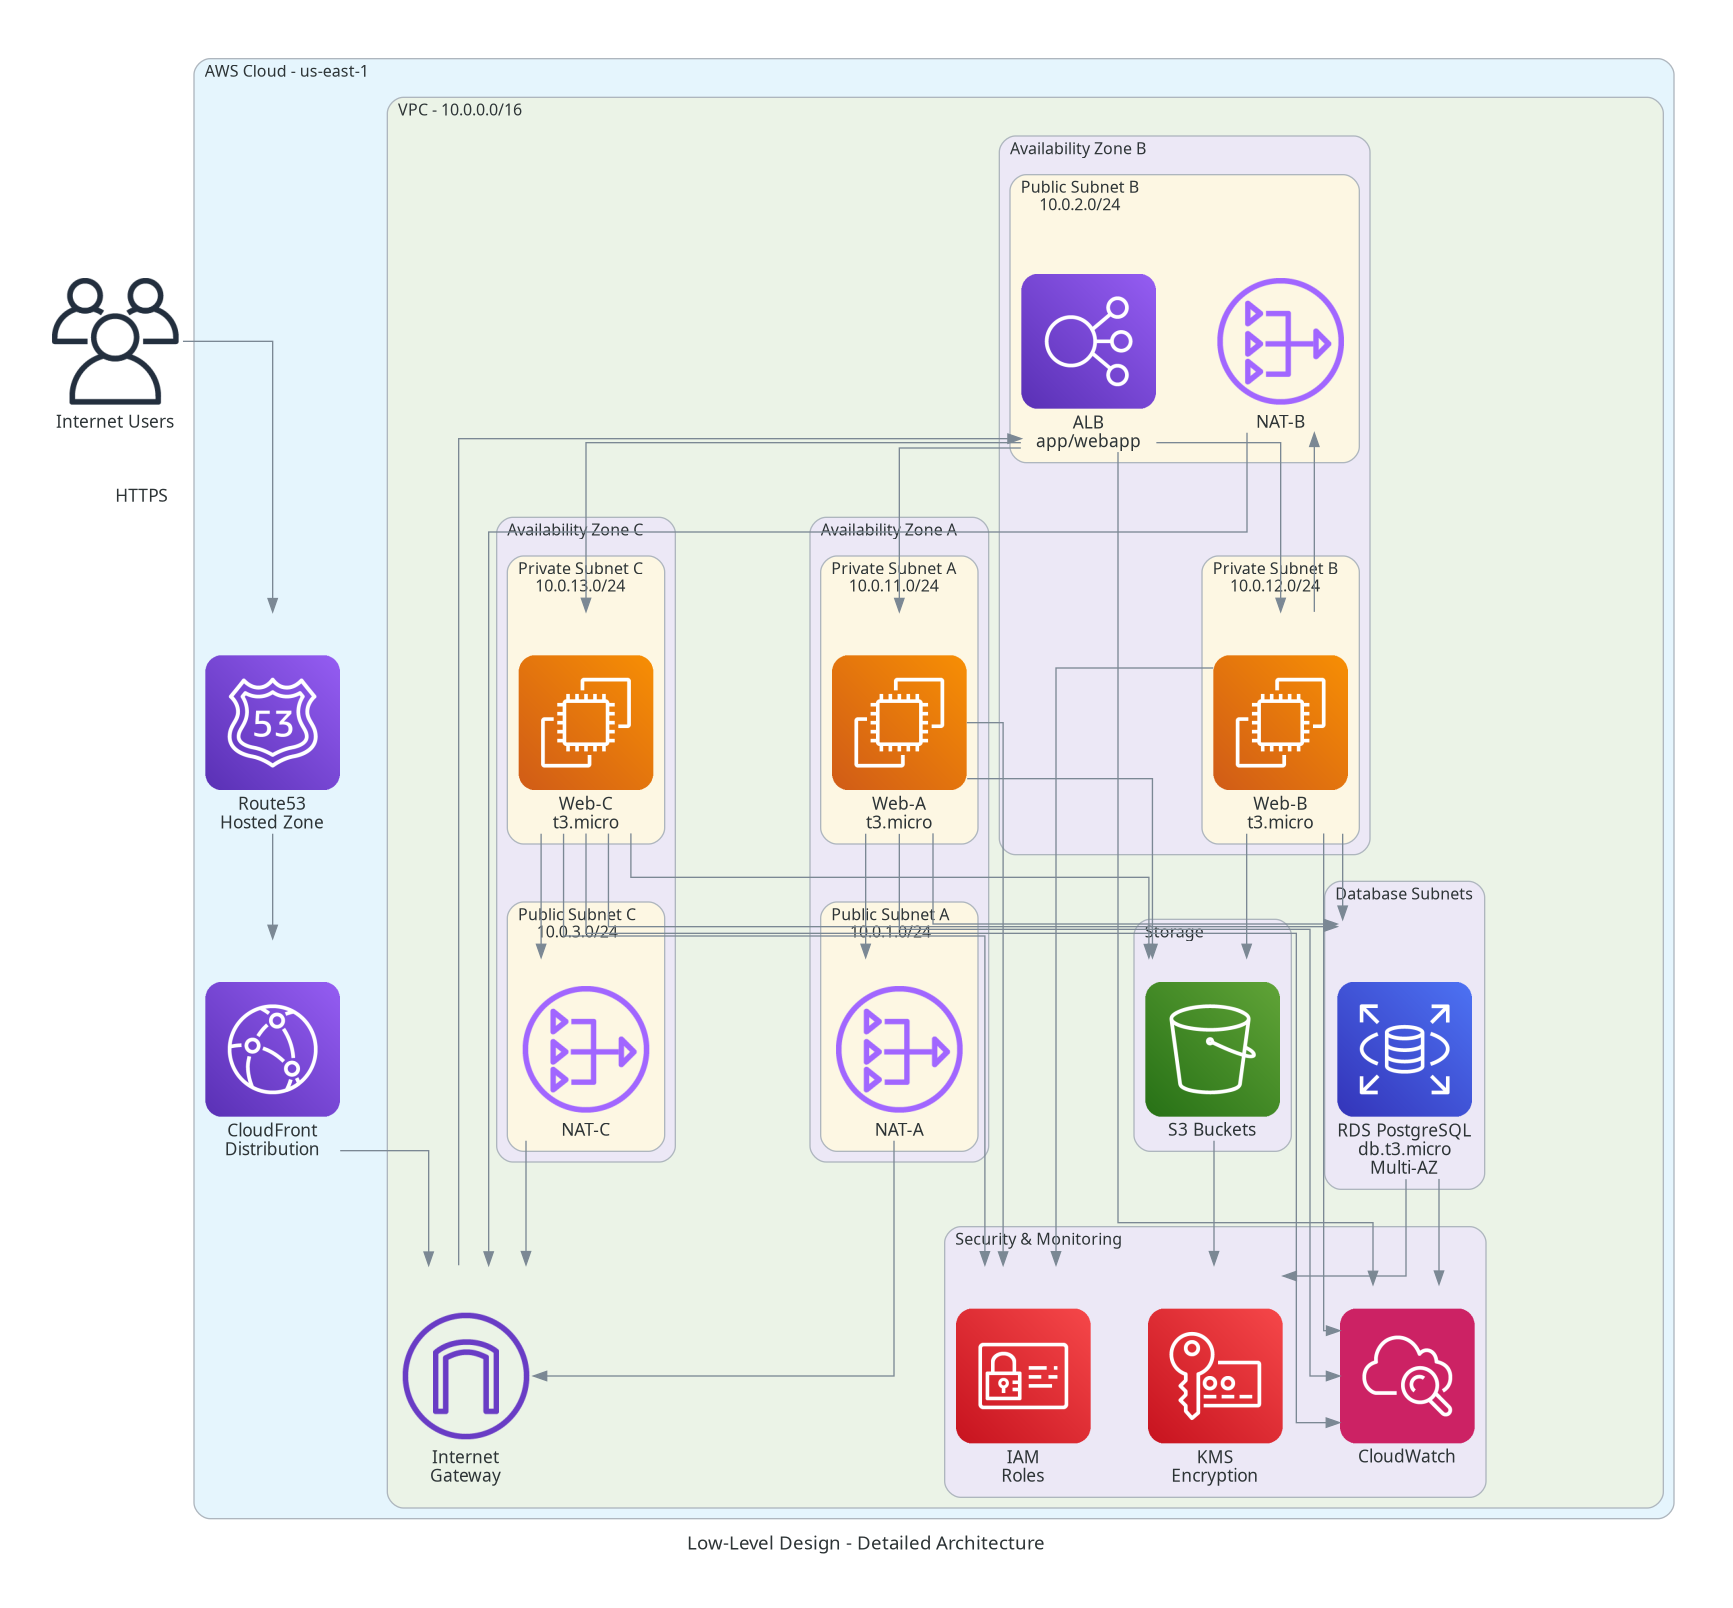 AWS Cloud - us-east-1
VPC - 10.0.0.0/16
Availability Zone B
Public Subnet B
10.0.2.0/24
Internet Users
ALB
app/webapp
NAT-B
HTTPS
Availability Zone C
Availability Zone A
Private Subnet C
10.0.13.0/24
Private Subnet A
10.0.11.0/24
Private Subnet B
10.0.12.0/24
53
Route53
Hosted Zone
Web-C
t3.micro
Web-A
t3.micro
Web-B
t3.micro
Database Subnets
Public Subnet C
10.0.3.0/24
Public Subnet A
10.0.1.0/24
Storage
CloudFront
Distribution
NAT-C
NAT-A
S3 Buckets
RDS PostgreSQL
db.t3.micro
Multi-AZ
Security & Monitoring
Internet
Gateway
IAM
Roles
KMS
Encryption
CloudWatch
Low-Level Design - Detailed Architecture